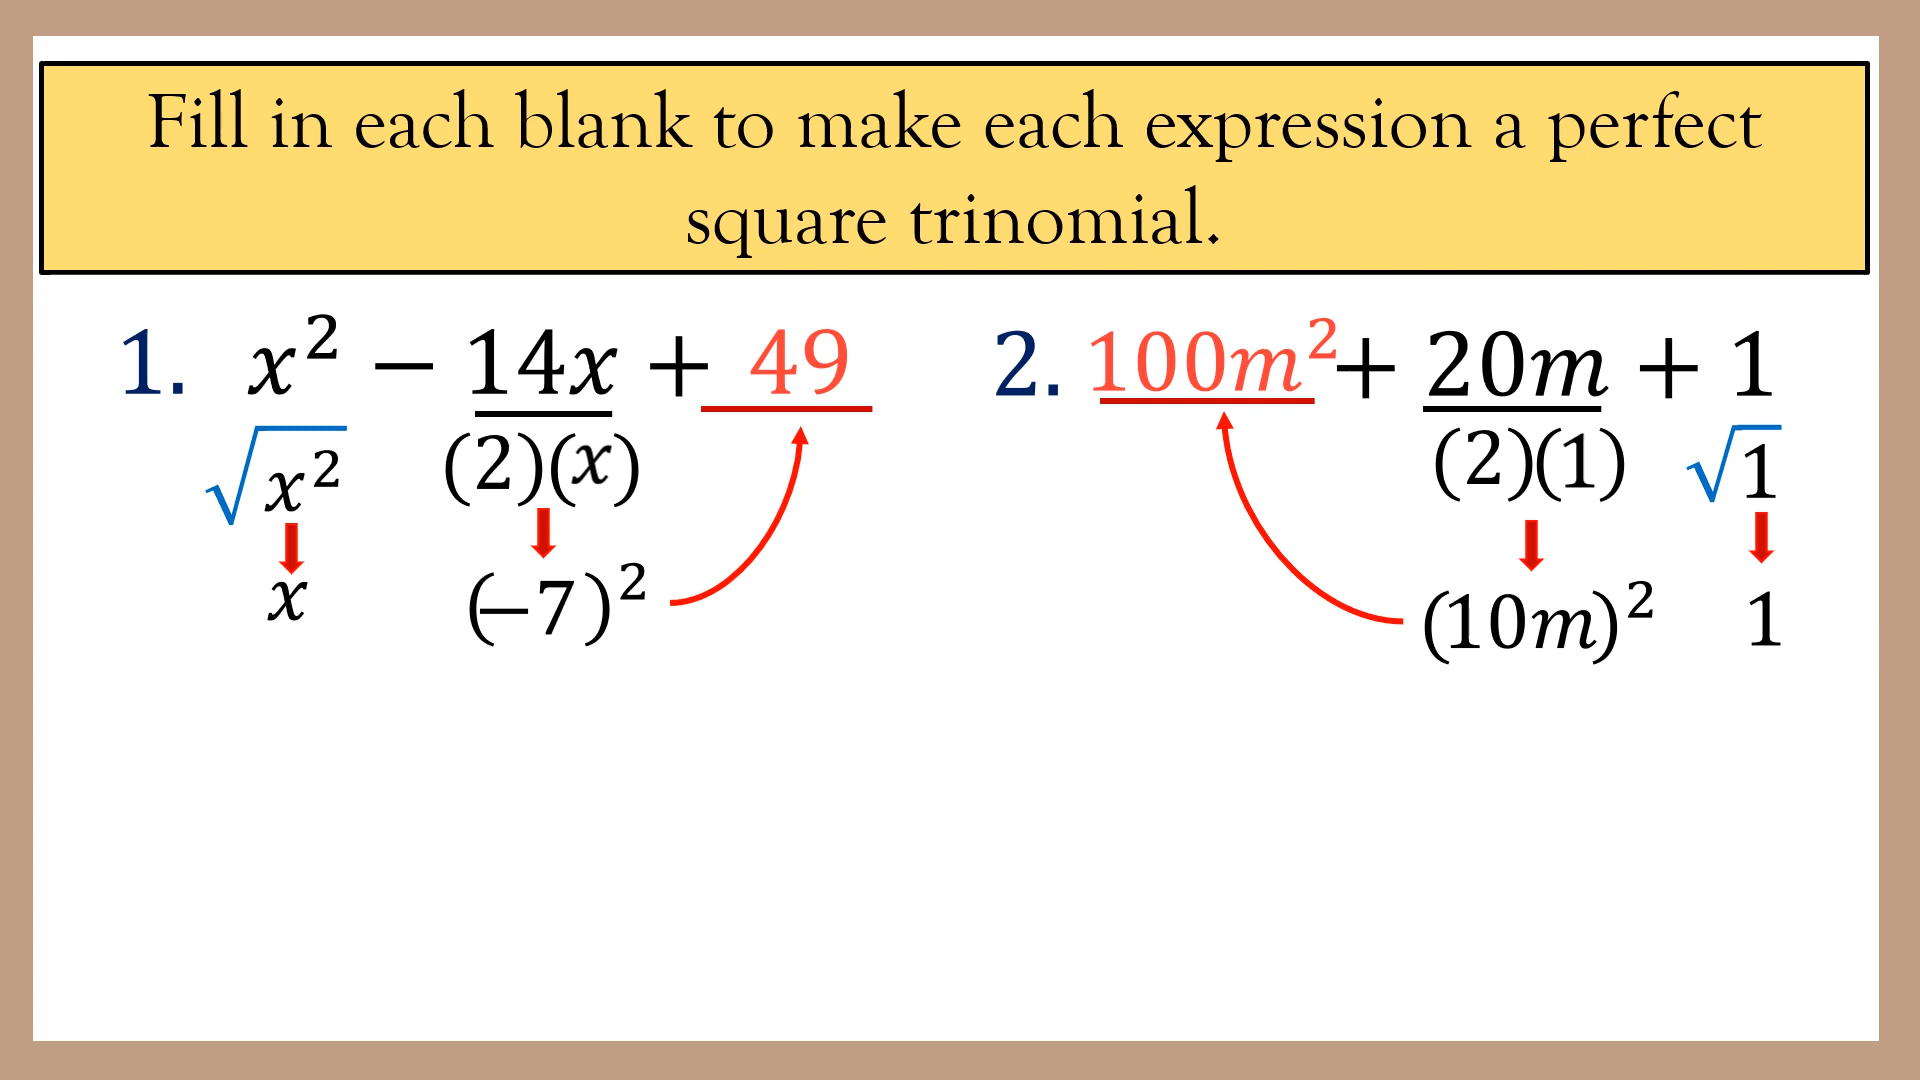 Fill in each blank to make each expression a perfect
square trinomial.
1. x² − 14x + 49
√x² (2)(x)
x (−7)²
2. 100m² + 20m + 1
(2)(1) √1
(10m)² 1